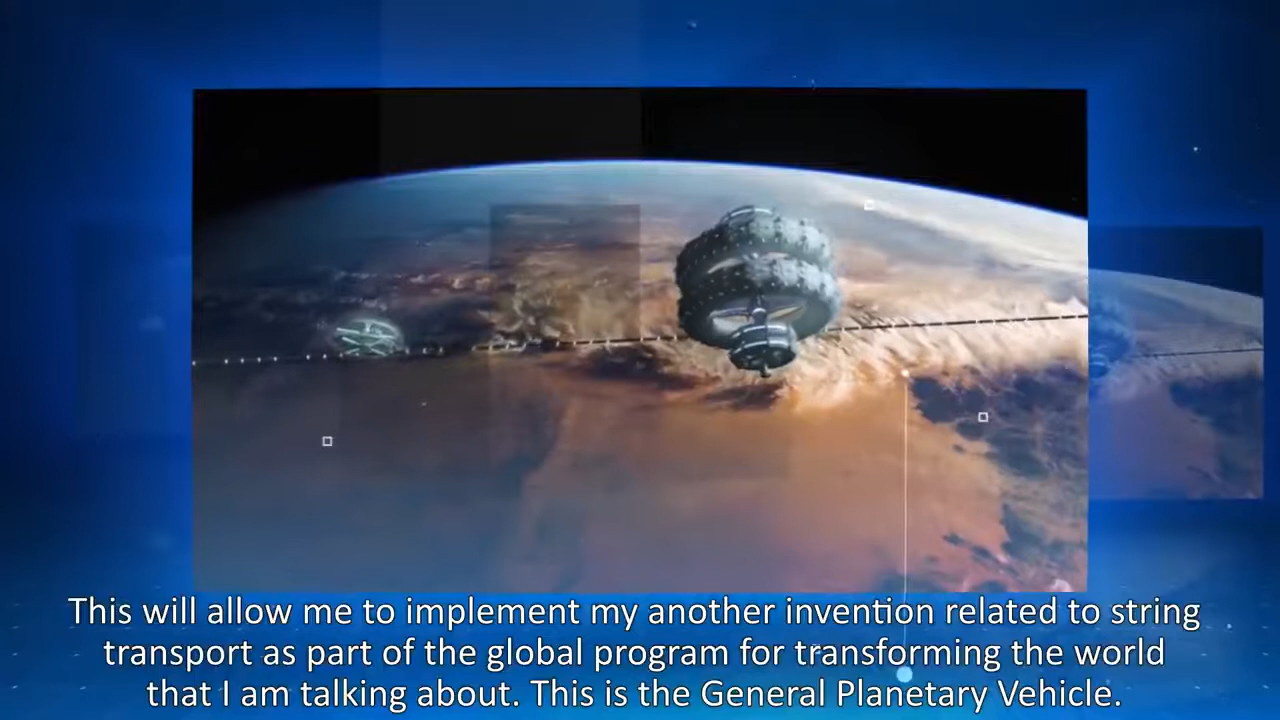 This will allow me to implement my another invention related to string
transport as part of the global program for transforming the world
that I am talking about. This is the General Planetary Vehicle.